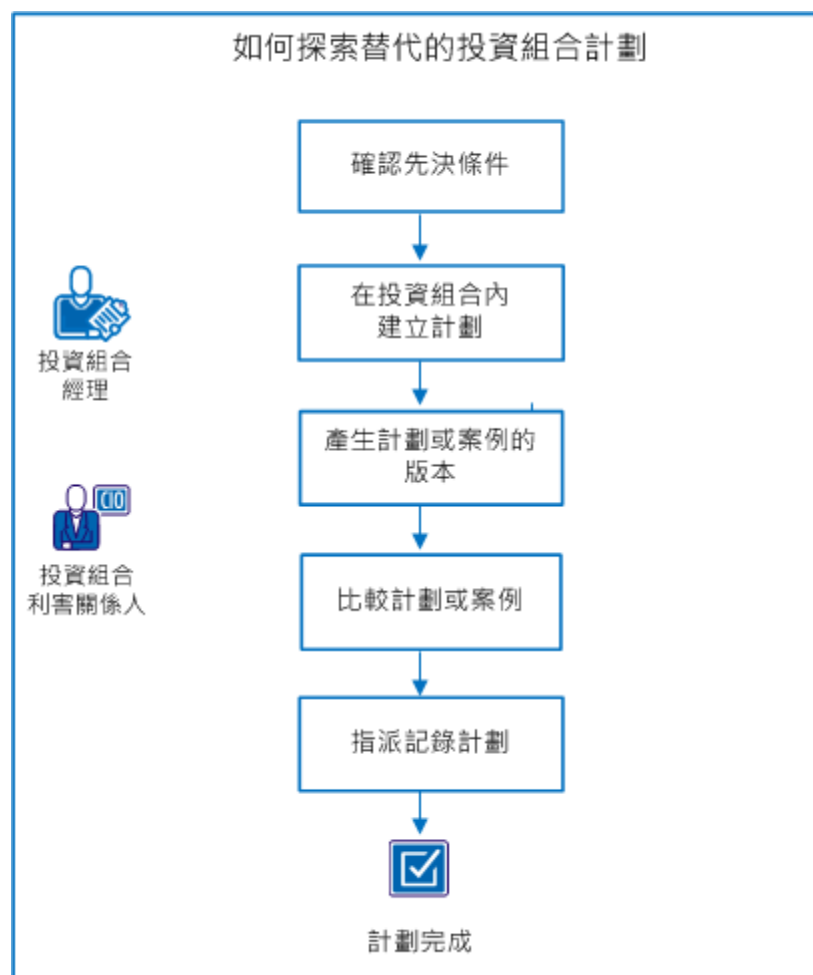 如何探索替代的投資組合計劃
確認先決條件
在投資組合內
建立計劃
投資組合
經理
產生計劃或案例的
版本
CIO
投資組合
利害關係人
比較計劃或案例
指派記錄計劃
計劃完成